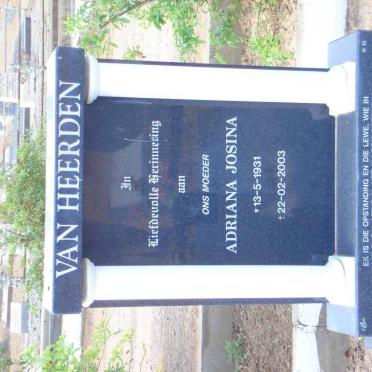 VAN HEERDEN
In
Liefdevolle Herinnering
aan
ONS MOEDER
ADRIANA JOSINA
*13-5-1931
†22-02-2003
EK IS DIE OPSTANDING EN DIE LEWE, WIE IN